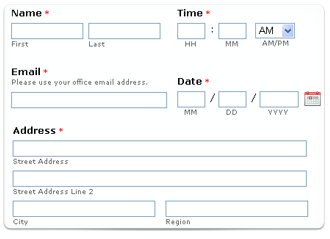 Name *
First Last
Time *
: AM
HH MM AM/PM
Email *
Please use your office email address.
Date *
/ /
MM DD YYYY
Address *
Street Address
Street Address Line 2
City Region